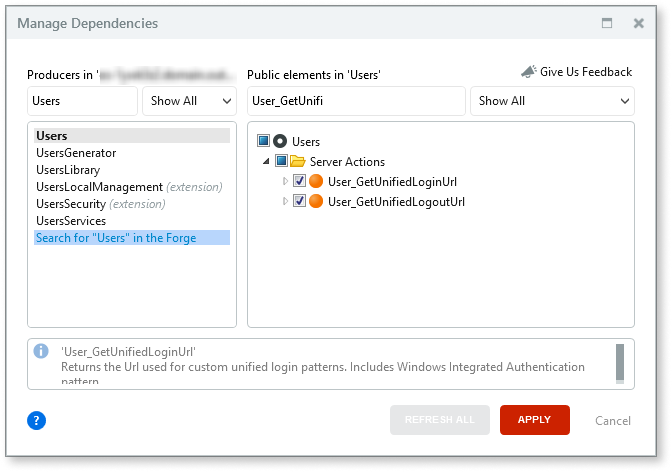 Manage Dependencies
Producers in '
Public elements in 'Users'
Give Us Feedback
Users
Show All
User_GetUnifi
Show All
Users
UsersGenerator
UsersLibrary
UsersLocalManagement (extension)
UsersSecurity (extension)
UsersServices
Search for "Users" in the Forge
Users
Server Actions
User_GetUnifiedLoginUrl
User_GetUnifiedLogoutUrl
'User_GetUnifiedLoginUrl'
Returns the Url used for custom unified login patterns. Includes Windows Integrated Authentication
pattern
?
REFRESH ALL
APPLY
Cancel